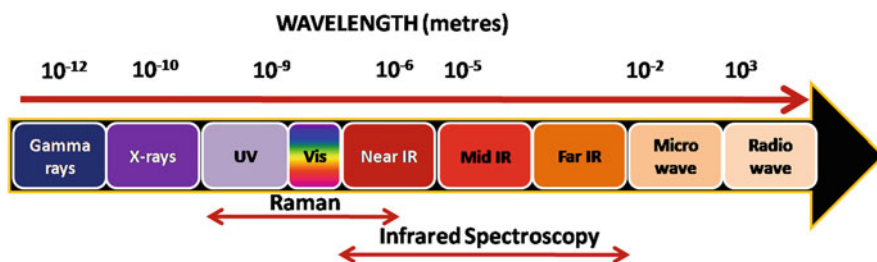 WAVELENGTH (metres)
10⁻¹² 10⁻¹⁰ 10⁻⁹ 10⁻⁶ 10⁻⁵ 10⁻² 10³
Gamma rays X-rays UV Vis Near IR Mid IR Far IR Micro wave Radio wave
Raman
Infrared Spectroscopy